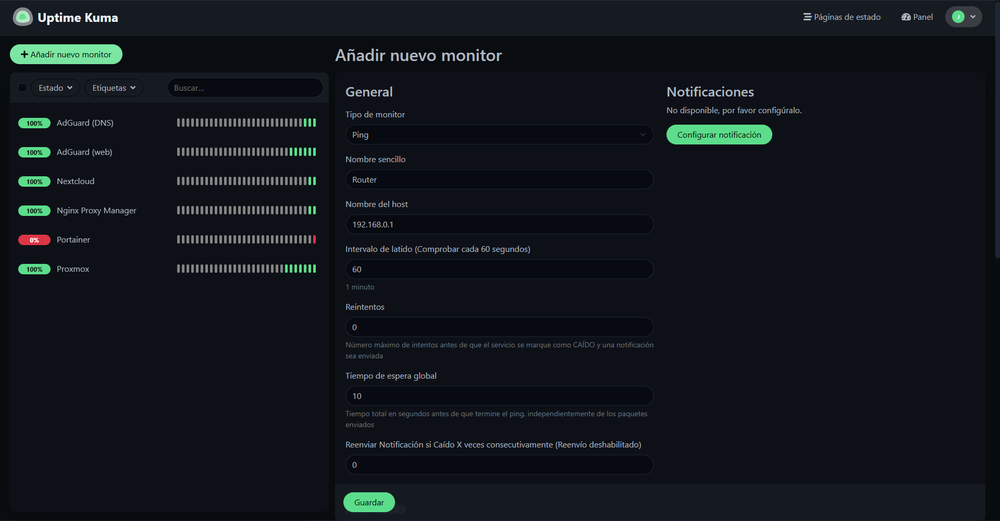 Uptime Kuma
Páginas de estado
Panel
Añadir nuevo monitor
Estado
Etiquetas
Buscar...
100% AdGuard (DNS)
100% AdGuard (web)
100% Nextcloud
100% Nginx Proxy Manager
0% Portainer
100% Proxmox
Añadir nuevo monitor
General
Tipo de monitor
Ping
Nombre sencillo
Router
Nombre del host
192.168.0.1
Intervalo de latido (Comprobar cada 60 segundos)
60
1 minuto
Reintentos
0
Número máximo de intentos antes de que el servicio se marque como CAÍDO y una notificación
sea enviada
Tiempo de espera global
10
Tiempo total en segundos antes de que termine el ping, independientemente de los paquetes
enviados
Reenviar Notificación si Caído X veces consecutivamente (Reenvío deshabilitado)
0
Guardar
Notificaciones
No disponible, por favor configúralo.
Configurar notificación